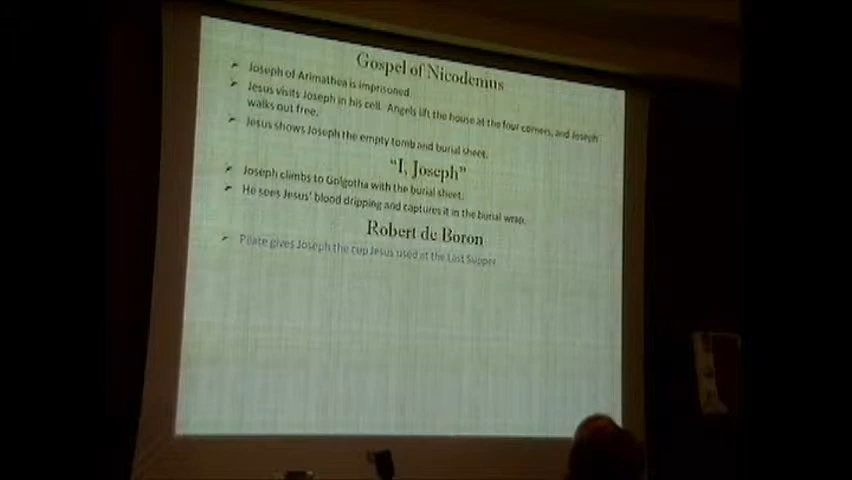 Gospel of Nicodemus
Joseph of Arimathea is imprisoned
Jesus visits Joseph in his cell. Angels lift the house at the four corners, and Joseph
walks out free.
Jesus shows Joseph the empty tomb and burial sheet.
"I, Joseph"
Joseph climbs to Golgotha with the burial sheet.
He sees Jesus' blood dripping and captures it in the burial wrap.
Robert de Boron
Pilate gives Joseph the cup Jesus used at the Last Supper